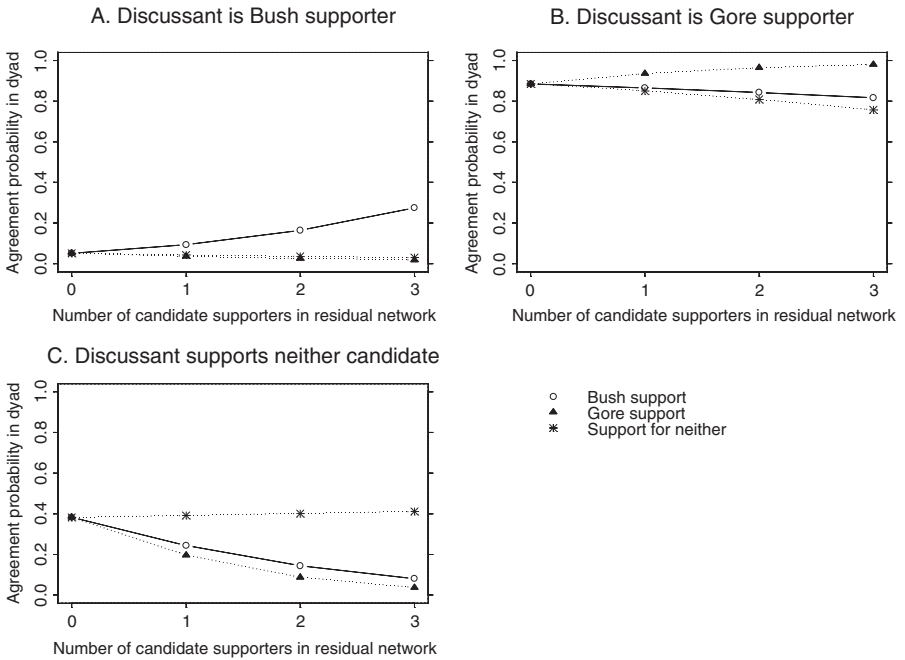 A. Discussant is Bush supporter
Agreement probability in dyad
1.0
0.8
0.6
0.4
0.2
0.0
0 1 2 3
Number of candidate supporters in residual network
B. Discussant is Gore supporter
Agreement probability in dyad
1.0
0.8
0.6
0.4
0.2
0.0
0 1 2 3
Number of candidate supporters in residual network
C. Discussant supports neither candidate
Agreement probability in dyad
1.0
0.8
0.6
0.4
0.2
0.0
0 1 2 3
Number of candidate supporters in residual network
Bush support
Gore support
Support for neither